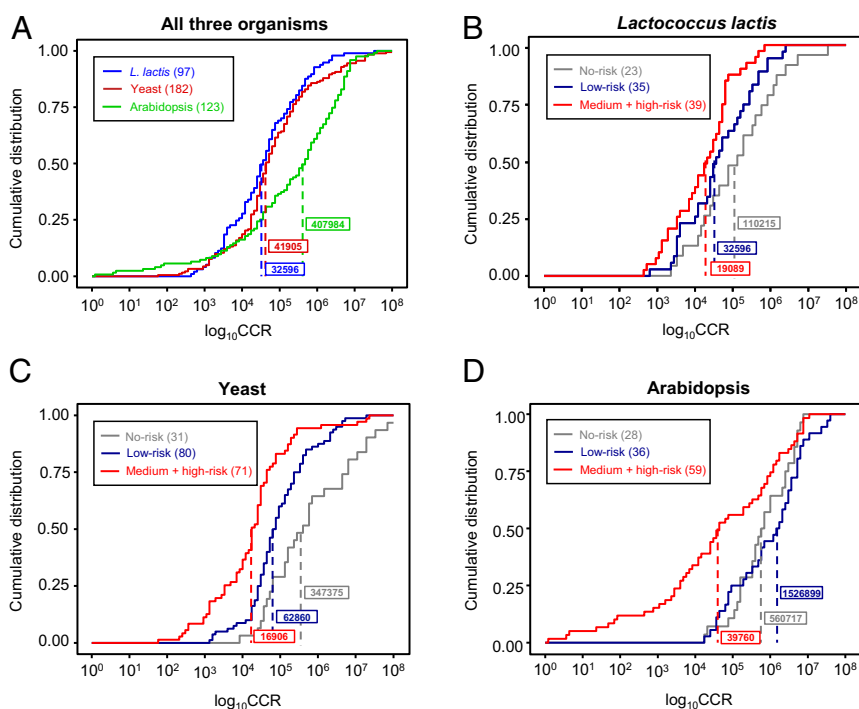 A
All three organisms
1.00
0.75
0.50
0.25
0.00
Cumulative distribution
L. lactis (97)
Yeast (182)
Arabidopsis (123)
407984
41905
32596
10⁰ 10¹ 10² 10³ 10⁴ 10⁵ 10⁶ 10⁷ 10⁸
log₁₀CCR
B
Lactococcus lactis
1.00
0.75
0.50
0.25
0.00
Cumulative distribution
No-risk (23)
Low-risk (35)
Medium + high-risk (39)
110215
32596
19089
10⁰ 10¹ 10² 10³ 10⁴ 10⁵ 10⁶ 10⁷ 10⁸
log₁₀CCR
C
Yeast
1.00
0.75
0.50
0.25
0.00
Cumulative distribution
No-risk (31)
Low-risk (80)
Medium + high-risk (71)
347375
62860
16906
10⁰ 10¹ 10² 10³ 10⁴ 10⁵ 10⁶ 10⁷ 10⁸
log₁₀CCR
D
Arabidopsis
1.00
0.75
0.50
0.25
0.00
Cumulative distribution
No-risk (28)
Low-risk (36)
Medium + high-risk (59)
1526899
560717
39760
10⁰ 10¹ 10² 10³ 10⁴ 10⁵ 10⁶ 10⁷ 10⁸
log₁₀CCR